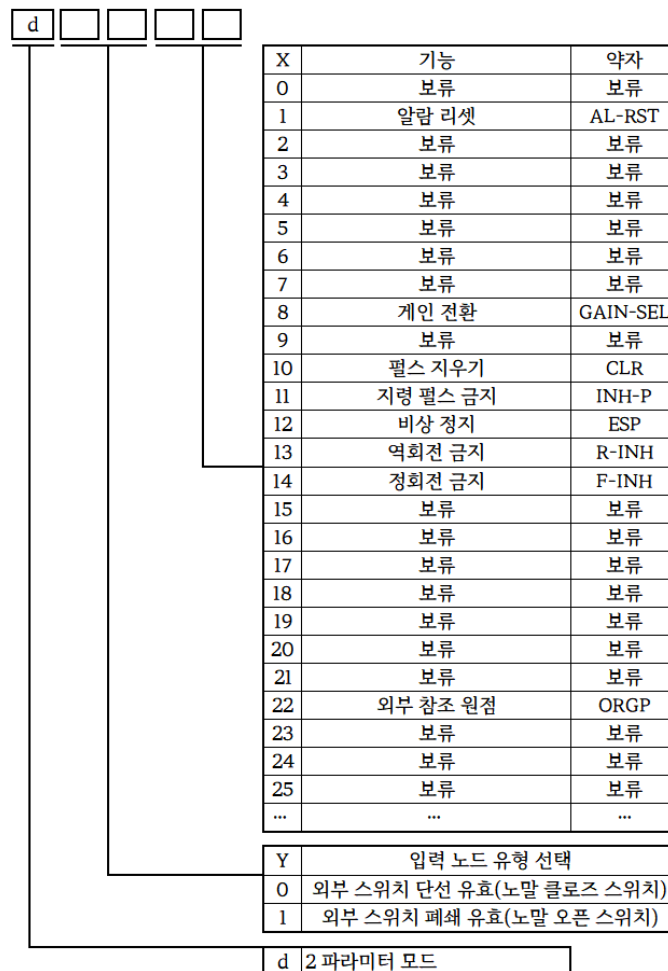 d
X 기능 약자
0 보류 보류
1 알람 리셋 AL-RST
2 보류 보류
3 보류 보류
4 보류 보류
5 보류 보류
6 보류 보류
7 보류 보류
8 게인 전환 GAIN-SEL
9 보류 보류
10 펄스 지우기 CLR
11 지령 펄스 금지 INH-P
12 비상 정지 ESP
13 역회전 금지 R-INH
14 정회전 금지 F-INH
15 보류 보류
16 보류 보류
17 보류 보류
18 보류 보류
19 보류 보류
20 보류 보류
21 보류 보류
22 외부 참조 원점 ORGP
23 보류 보류
24 보류 보류
25 보류 보류
... ... ...
Y 입력 노드 유형 선택
0 외부 스위치 단선 유효(노말 클로즈 스위치)
1 외부 스위치 폐쇄 유효(노말 오픈 스위치)
d 2 파라미터 모드